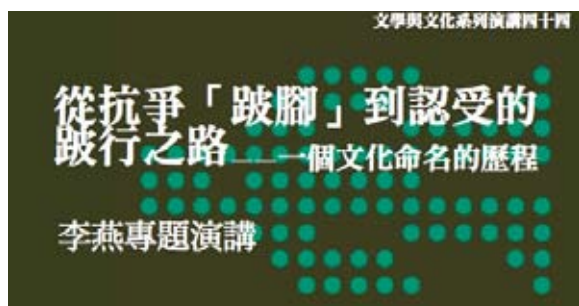 文學與文化系列演講四十四
從抗爭「跛腳」到認受的
跛行之路——一個文化命名的歷程
李燕專題演講